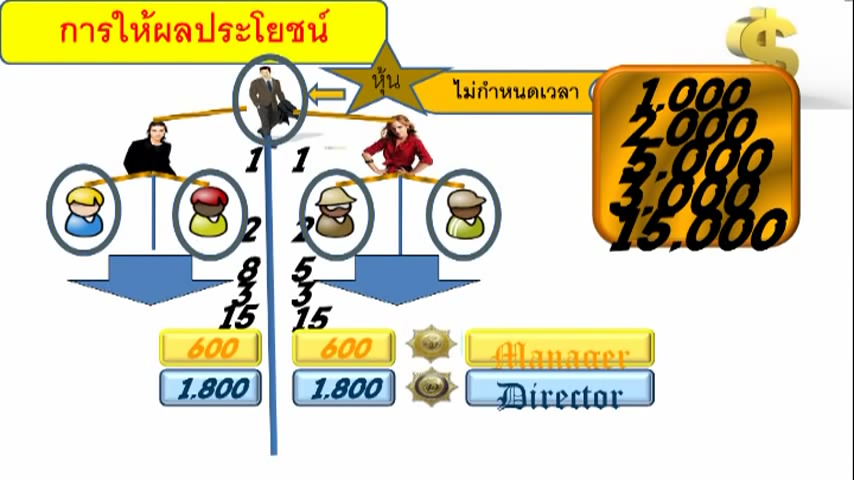 การให้ผลประโยชน์
หุ้น
ไม่กำหนดเวลา
1,000
2,000
5,000
3,000
15,000
1 1
2 2
8 5
3 3
15 15
600 600 Manager
1,800 1,800 Director